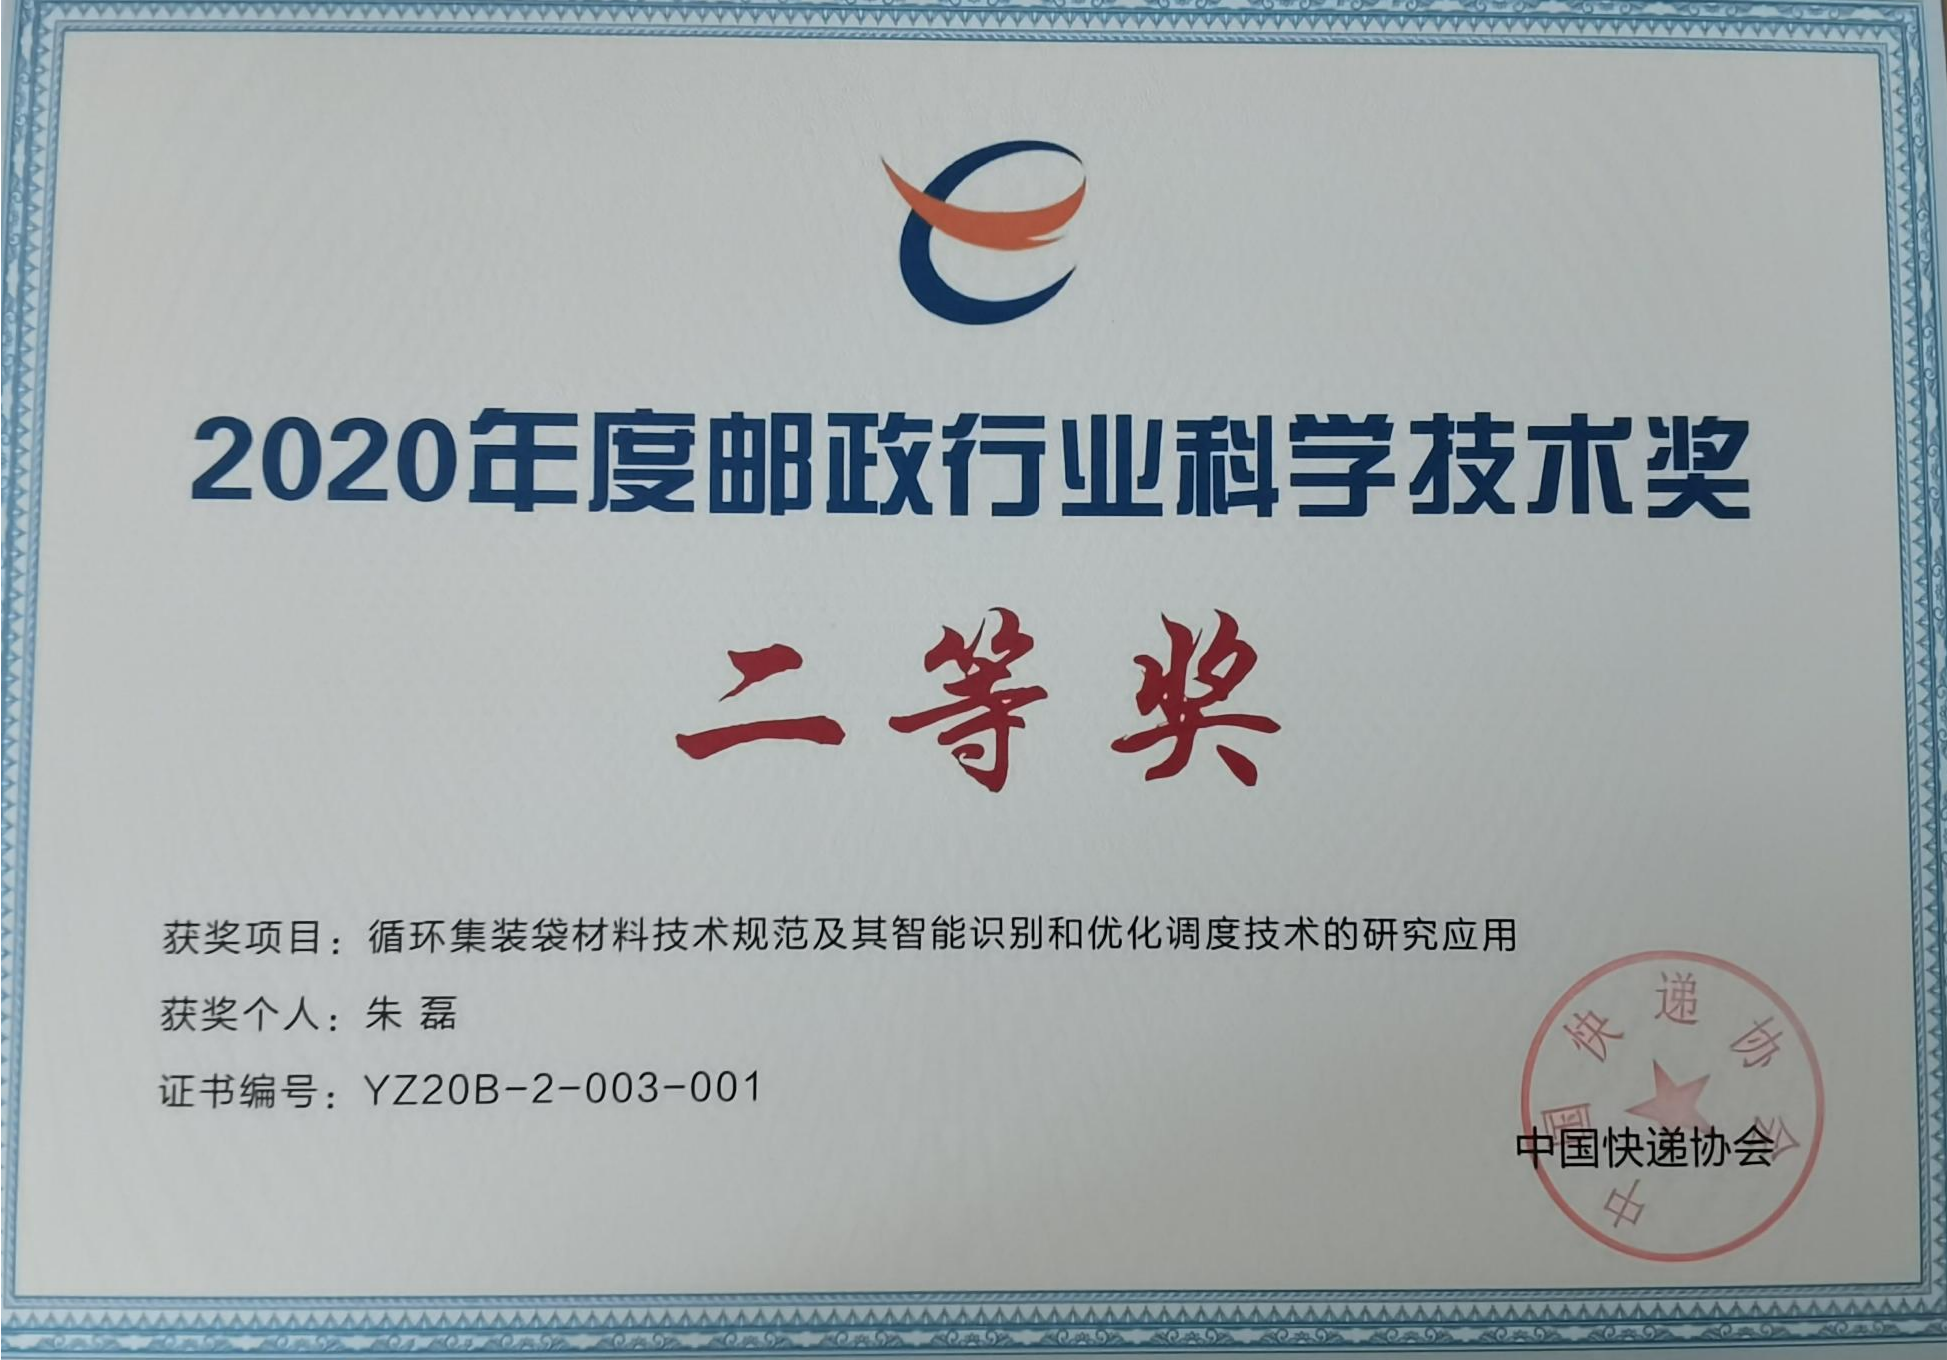 2020年度邮政行业科学技术奖
二等奖
获奖项目：循环集装袋材料技术规范及其智能识别和优化调度技术的研究应用
获奖个人：朱 磊
证书编号：YZ20B-2-003-001
中国快递协会
中国快递协会